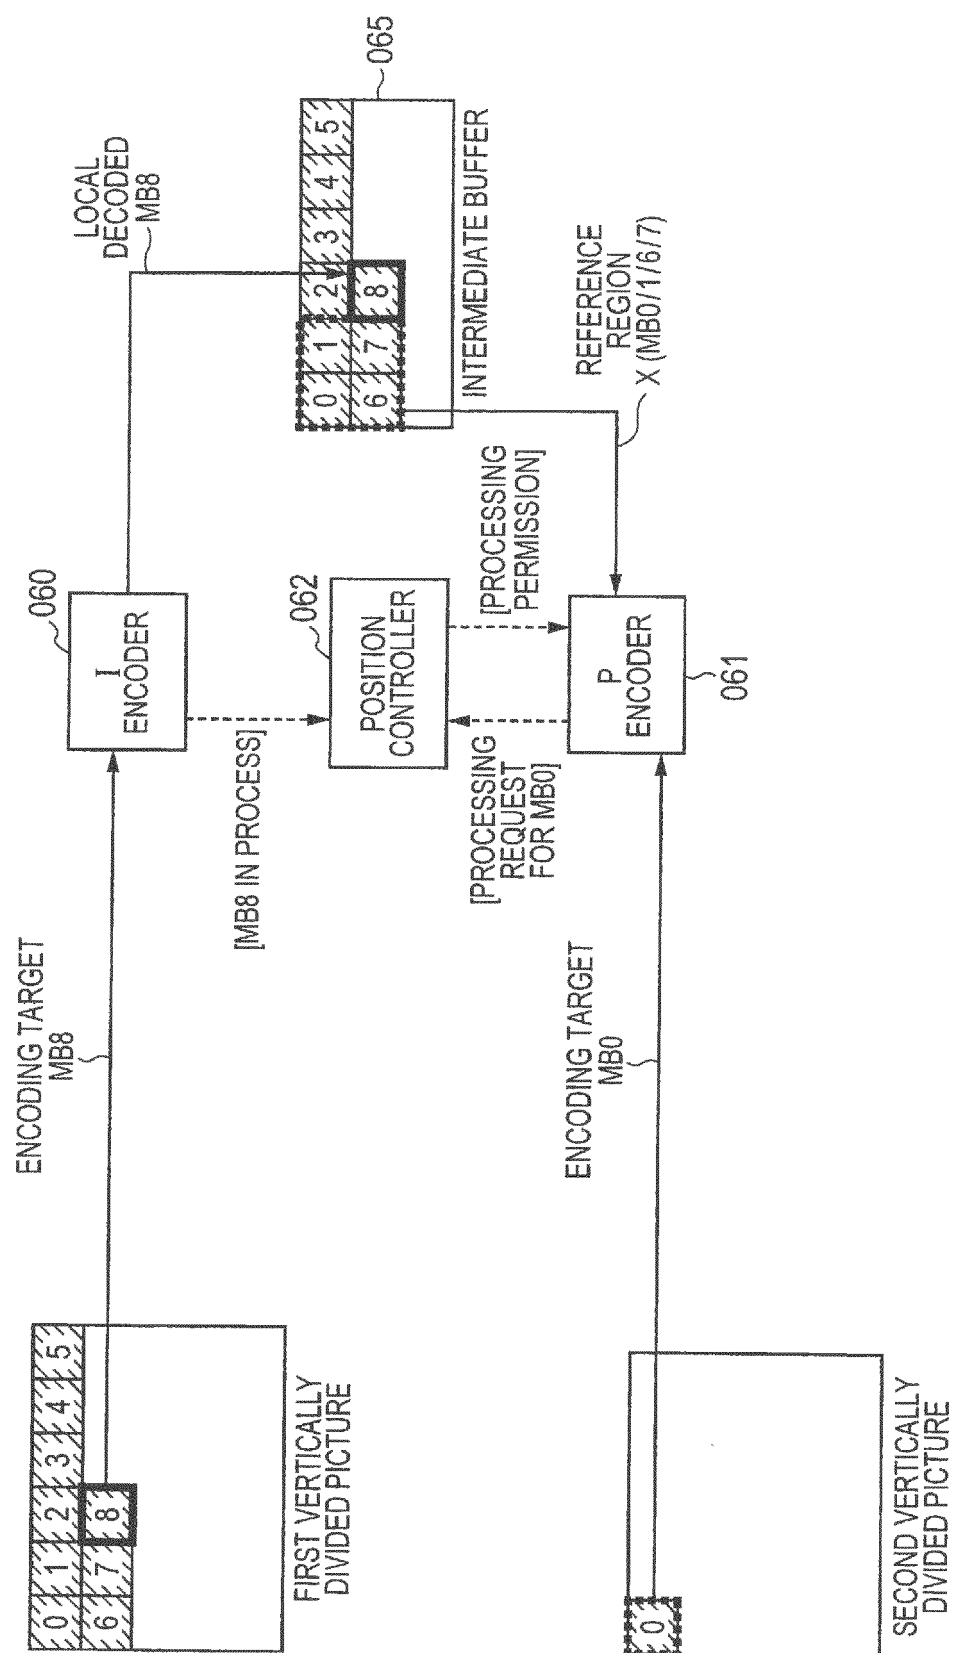 0 1 2 3 4 5
6 7 8
FIRST VERTICALLY
DIVIDED PICTURE
ENCODING TARGET
MB8
I
ENCODER
060
LOCAL
DECODED
MB8
[MB8 IN PROCESS]
POSITION
CONTROLLER
062
0 1 2 3 4 5
6 7 8
065
INTERMEDIATE BUFFER
[PROCESSING
REQUEST
FOR MB0]
[PROCESSING
PERMISSION]
REFERENCE
REGION
X (MB0/1/6/7)
0
SECOND VERTICALLY
DIVIDED PICTURE
ENCODING TARGET
MB0
P
ENCODER
061